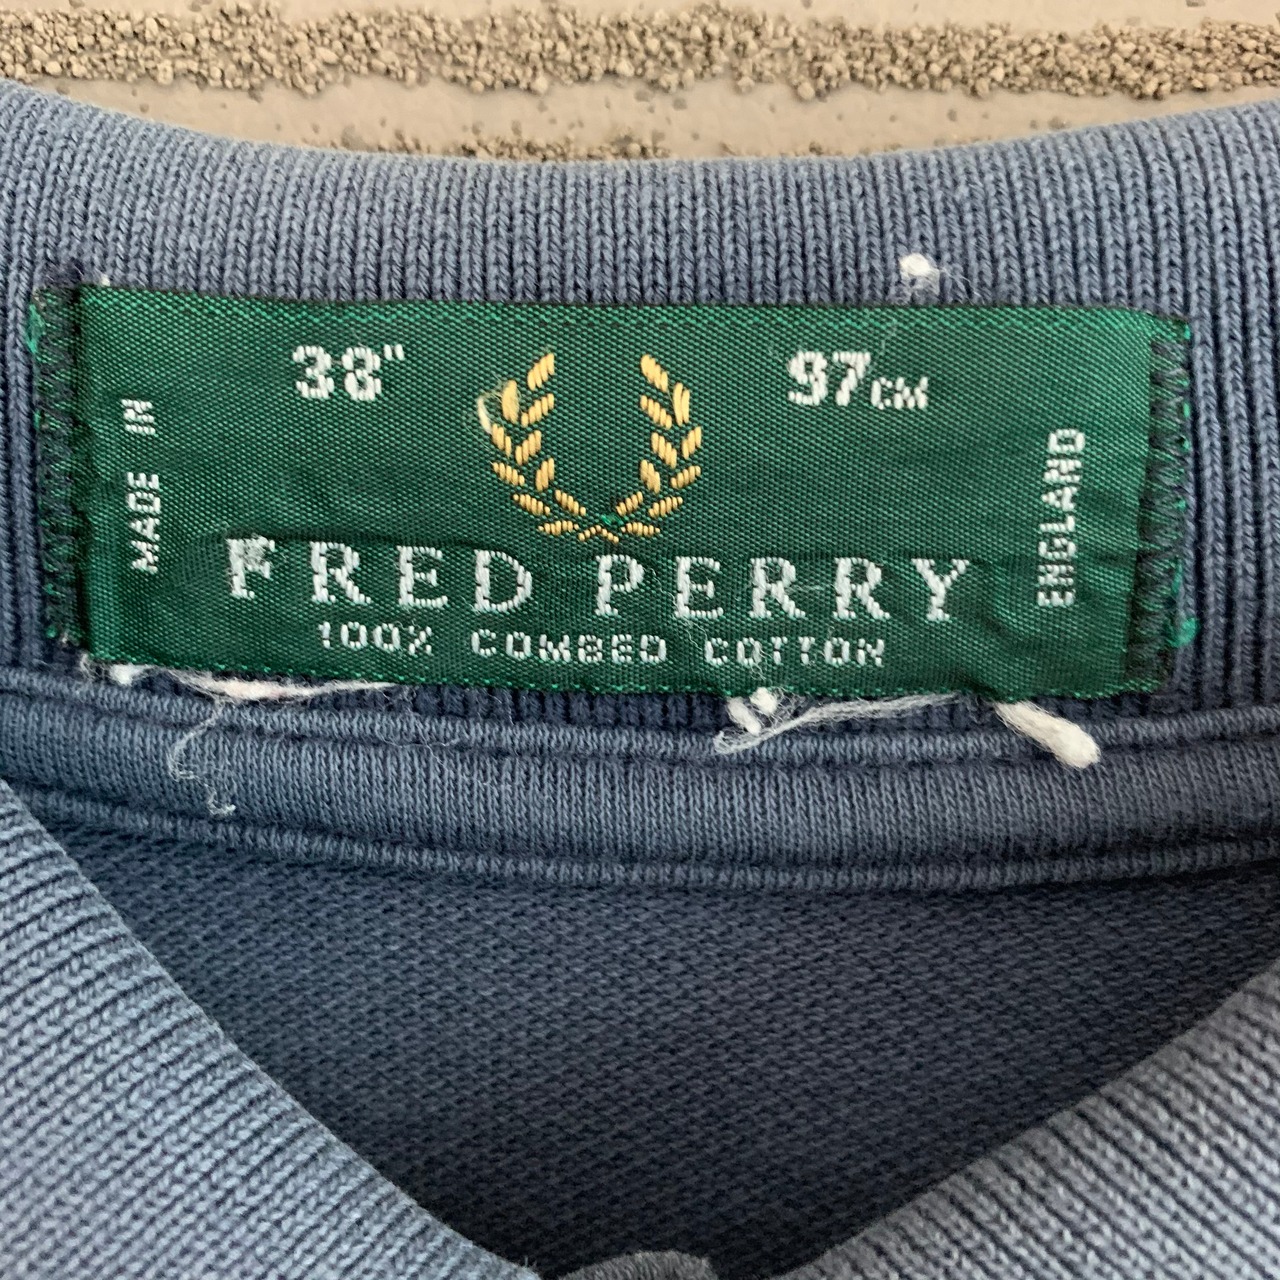 38" 97CM
MADE IN
ENGLAND
FRED PERRY
100% COMBED COTTON